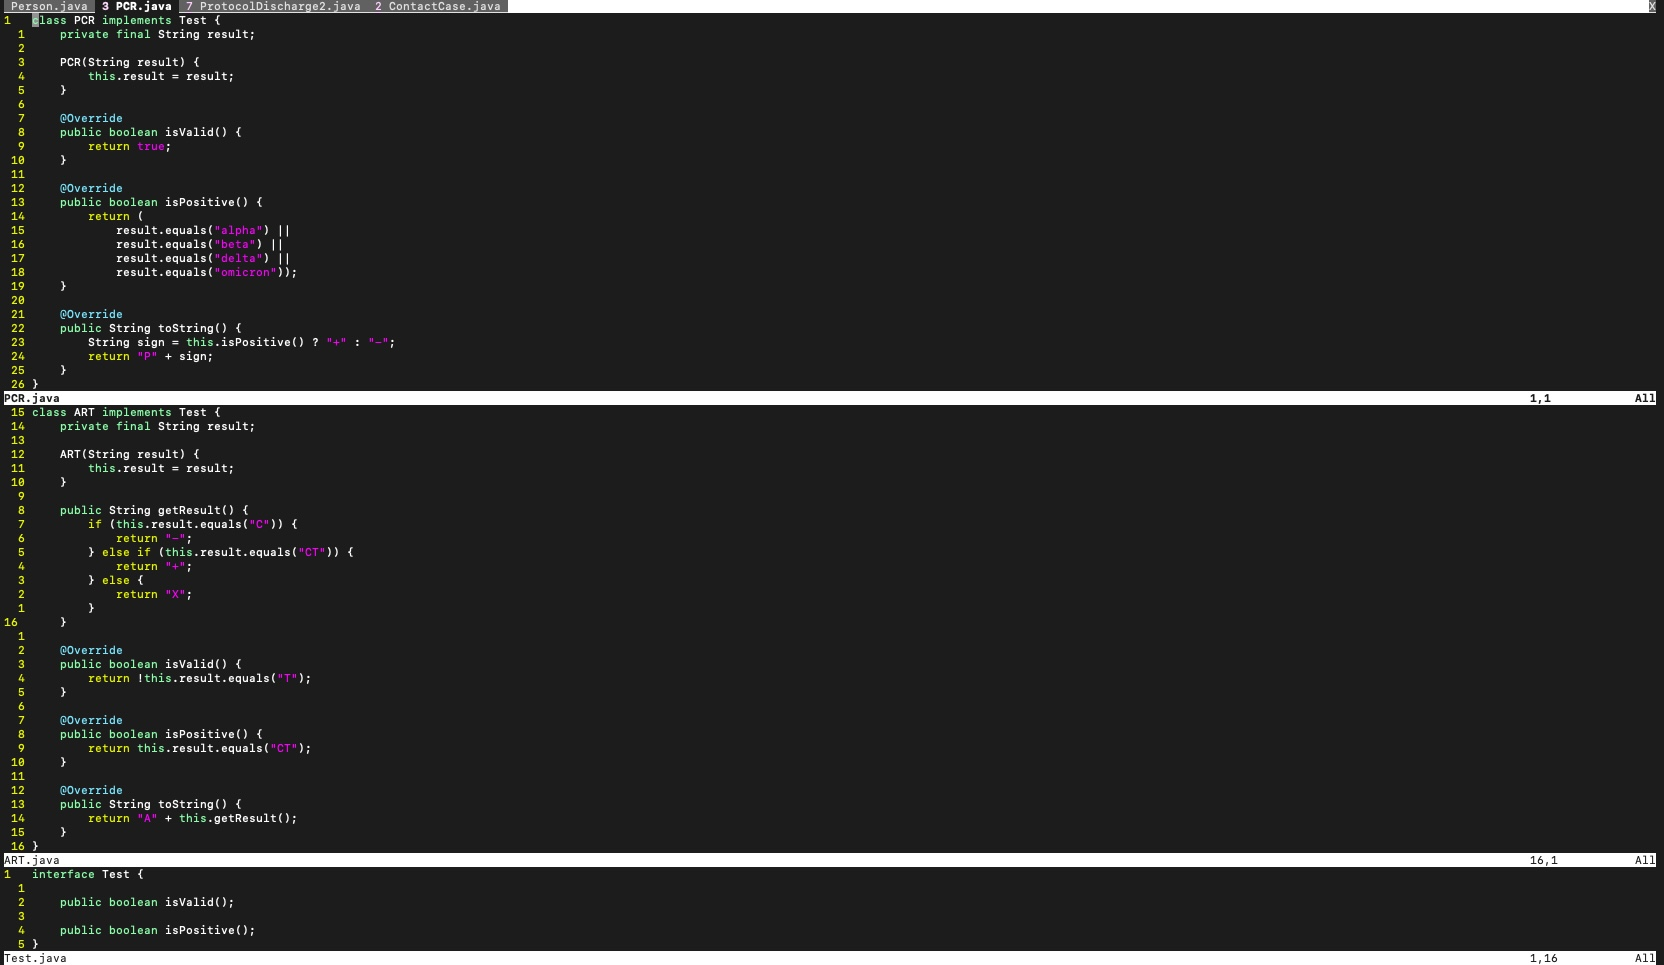 Person.java  3 PCR.java  7 ProtocolDischarge2.java  2 ContactCase.java X
1   class PCR implements Test {
  1     private final String result;
  2
  3     PCR(String result) {
  4         this.result = result;
  5     }
  6
  7     @Override
  8     public boolean isValid() {
  9         return true;
 10     }
 11
 12     @Override
 13     public boolean isPositive() {
 14         return (
 15             result.equals("alpha") ||
 16             result.equals("beta") ||
 17             result.equals("delta") ||
 18             result.equals("omicron"));
 19     }
 20
 21     @Override
 22     public String toString() {
 23         String sign = this.isPositive() ? "+" : "-";
 24         return "P" + sign;
 25     }
 26 }
PCR.java 1,1 All
 15 class ART implements Test {
 14     private final String result;
 13
 12     ART(String result) {
 11         this.result = result;
 10     }
  9
  8     public String getResult() {
  7         if (this.result.equals("C")) {
  6             return "-";
  5         } else if (this.result.equals("CT")) {
  4             return "+";
  3         } else {
  2             return "X";
  1         }
16      }
  1
  2     @Override
  3     public boolean isValid() {
  4         return !this.result.equals("T");
  5     }
  6
  7     @Override
  8     public boolean isPositive() {
  9         return this.result.equals("CT");
 10     }
 11
 12     @Override
 13     public String toString() {
 14         return "A" + this.getResult();
 15     }
 16 }
ART.java 16,1 All
1   interface Test {
  1
  2     public boolean isValid();
  3
  4     public boolean isPositive();
  5 }
Test.java 1,16 All